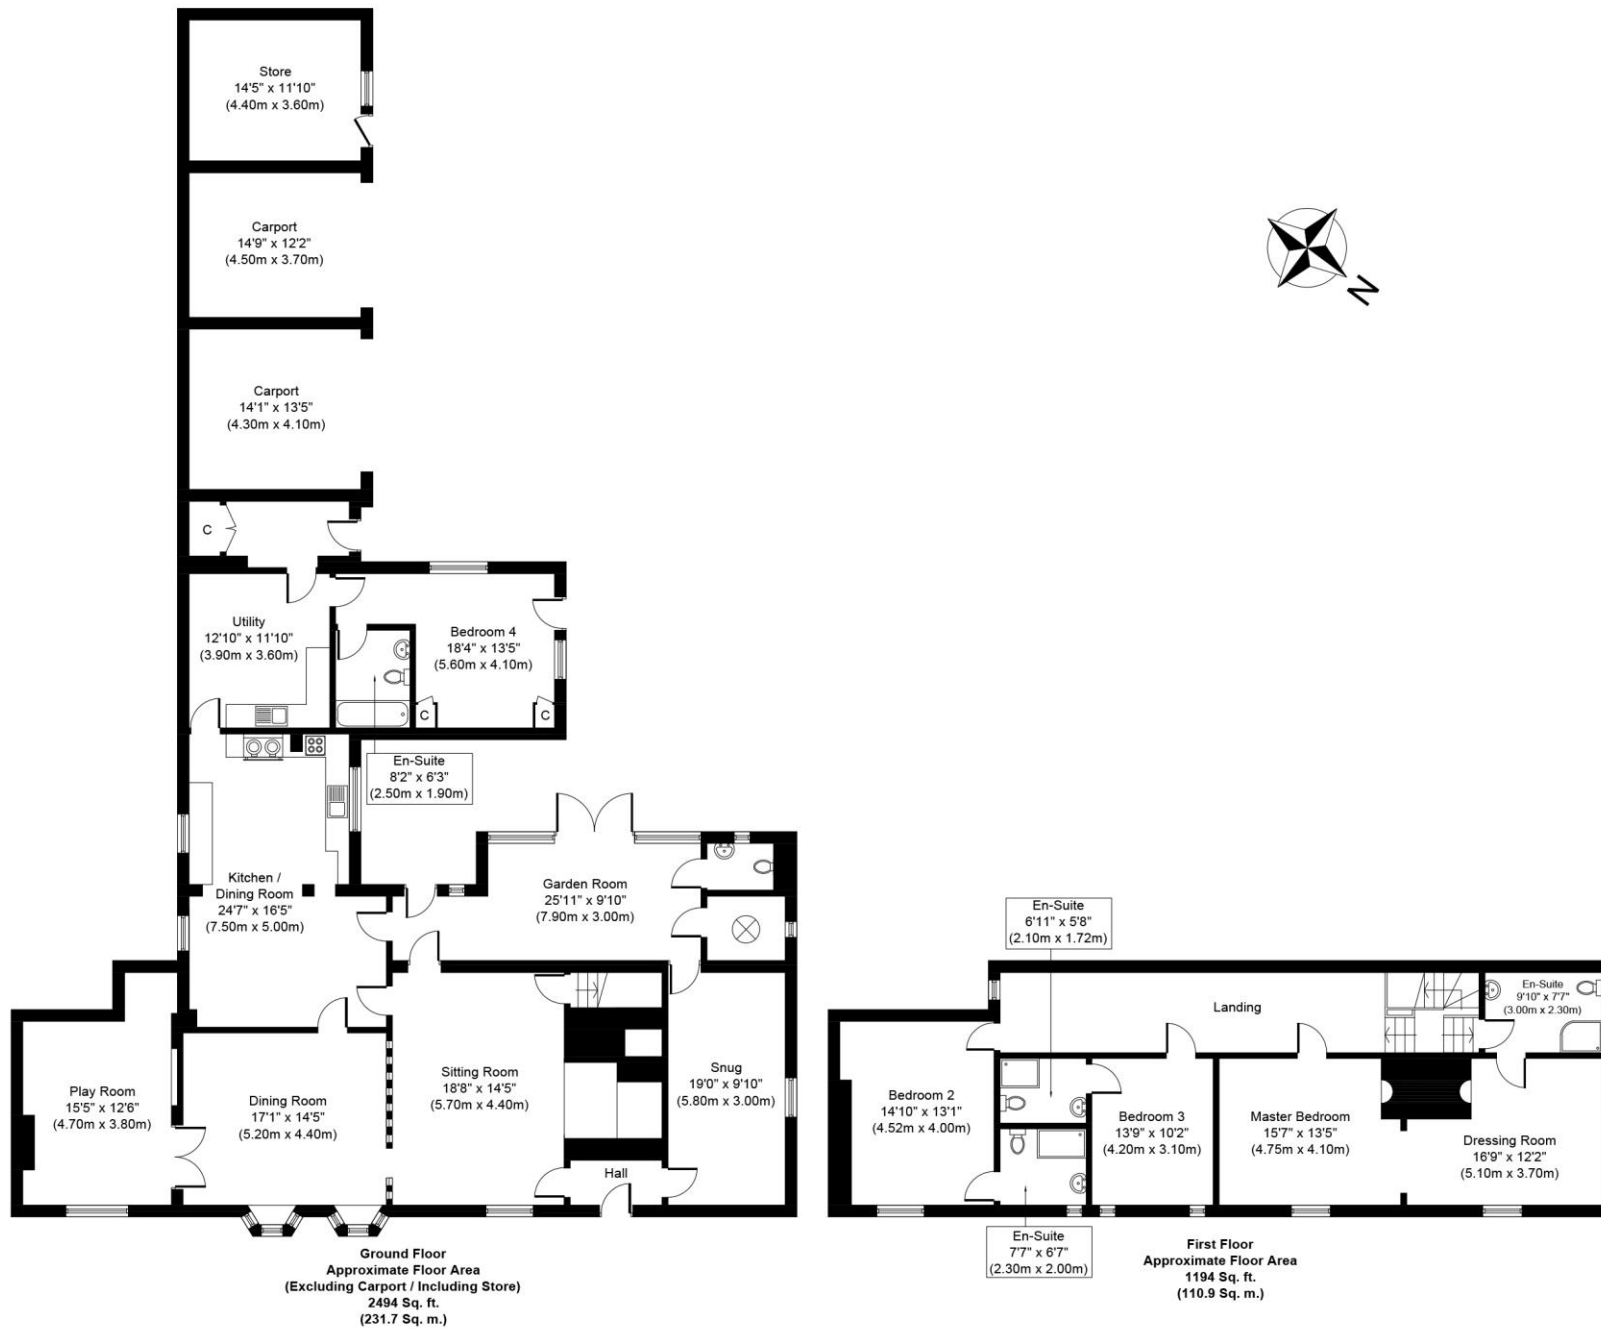 Store
14'5" x 11'10"
(4.40m x 3.60m)
Carport
14'9" x 12'2"
(4.50m x 3.70m)
N
Carport
14'1" x 13'5"
(4.30m x 4.10m)
C
Utility
12'10" x 11'10"
(3.90m x 3.60m)
Bedroom 4
18'4" x 13'5"
(5.60m x 4.10m)
C
C
En-Suite
8'2" x 6'3"
(2.50m x 1.90m)
Kitchen /
Dining Room
24'7" x 16'5"
(7.50m x 5.00m)
Garden Room
25'11" x 9'10"
(7.90m x 3.00m)
Play Room
15'5" x 12'6"
(4.70m x 3.80m)
Dining Room
17'1" x 14'5"
(5.20m x 4.40m)
Sitting Room
18'8" x 14'5"
(5.70m x 4.40m)
Snug
19'0" x 9'10"
(5.80m x 3.00m)
Hall
Ground Floor
Approximate Floor Area
(Excluding Carport / Including Store)
2494 Sq. ft.
(231.7 Sq. m.)
En-Suite
6'11" x 5'8"
(2.10m x 1.72m)
Landing
En-Suite
9'10" x 7'7"
(3.00m x 2.30m)
Bedroom 2
14'10" x 13'1"
(4.52m x 4.00m)
Bedroom 3
13'9" x 10'2"
(4.20m x 3.10m)
Master Bedroom
15'7" x 13'5"
(4.75m x 4.10m)
Dressing Room
16'9" x 12'2"
(5.10m x 3.70m)
En-Suite
7'7" x 6'7"
(2.30m x 2.00m)
First Floor
Approximate Floor Area
1194 Sq. ft.
(110.9 Sq. m.)